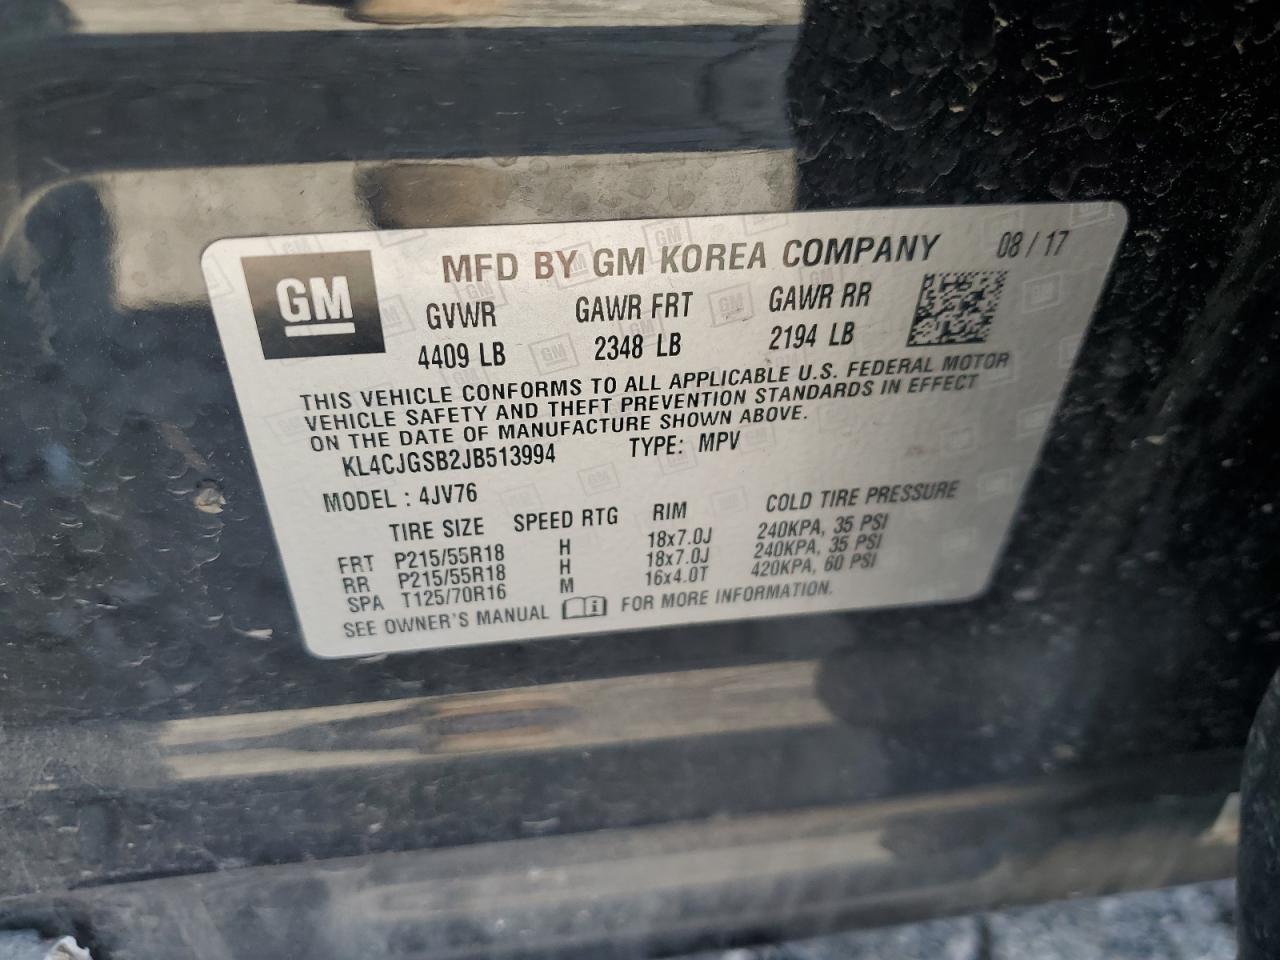 GM
MFD BY GM KOREA COMPANY 08 / 17
GVWR GAWR FRT GAWR RR
4409 LB 2348 LB 2194 LB
THIS VEHICLE CONFORMS TO ALL APPLICABLE U.S. FEDERAL MOTOR
VEHICLE SAFETY AND THEFT PREVENTION STANDARDS IN EFFECT
ON THE DATE OF MANUFACTURE SHOWN ABOVE.
KL4CJGSB2JB513994 TYPE: MPV
MODEL : 4JV76
TIRE SIZE SPEED RTG RIM COLD TIRE PRESSURE
FRT P215/55R18 H 18x7.0J 240KPA, 35 PSI
RR P215/55R18 H 18x7.0J 240KPA, 35 PSI
SPA T125/70R16 M 16x4.0T 420KPA, 60 PSI
SEE OWNER'S MANUAL FOR MORE INFORMATION.